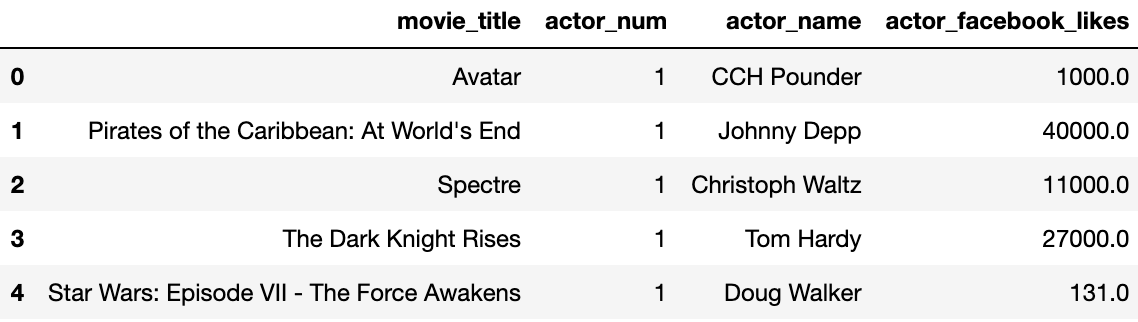 movie_title actor_num actor_name actor_facebook_likes
0 Avatar 1 CCH Pounder 1000.0
1 Pirates of the Caribbean: At World's End 1 Johnny Depp 40000.0
2 Spectre 1 Christoph Waltz 11000.0
3 The Dark Knight Rises 1 Tom Hardy 27000.0
4 Star Wars: Episode VII - The Force Awakens 1 Doug Walker 131.0